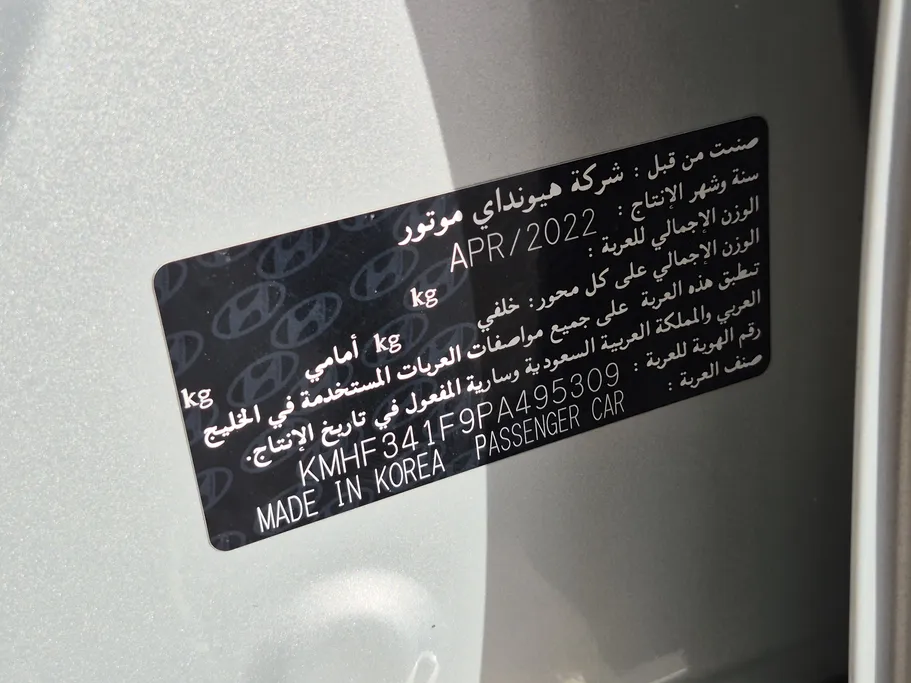 صنعت من قبل : شركة هيونداي موتور
سنة وشهر الانتاج : APR/2022
الوزن الإجمالي للعربة : kg
الوزن الإجمالي على كل محور: خلفي kg أمامي kg
تنطبق هذه العربة على جميع مواصفات العربات المستخدمة في الخليج
العربي والمملكة العربية السعودية وسارية المفعول في تاريخ الإنتاج.
رقم الهوية للعربة : KMHF341F9PA495309
صنف العربة : PASSENGER CAR
MADE IN KOREA